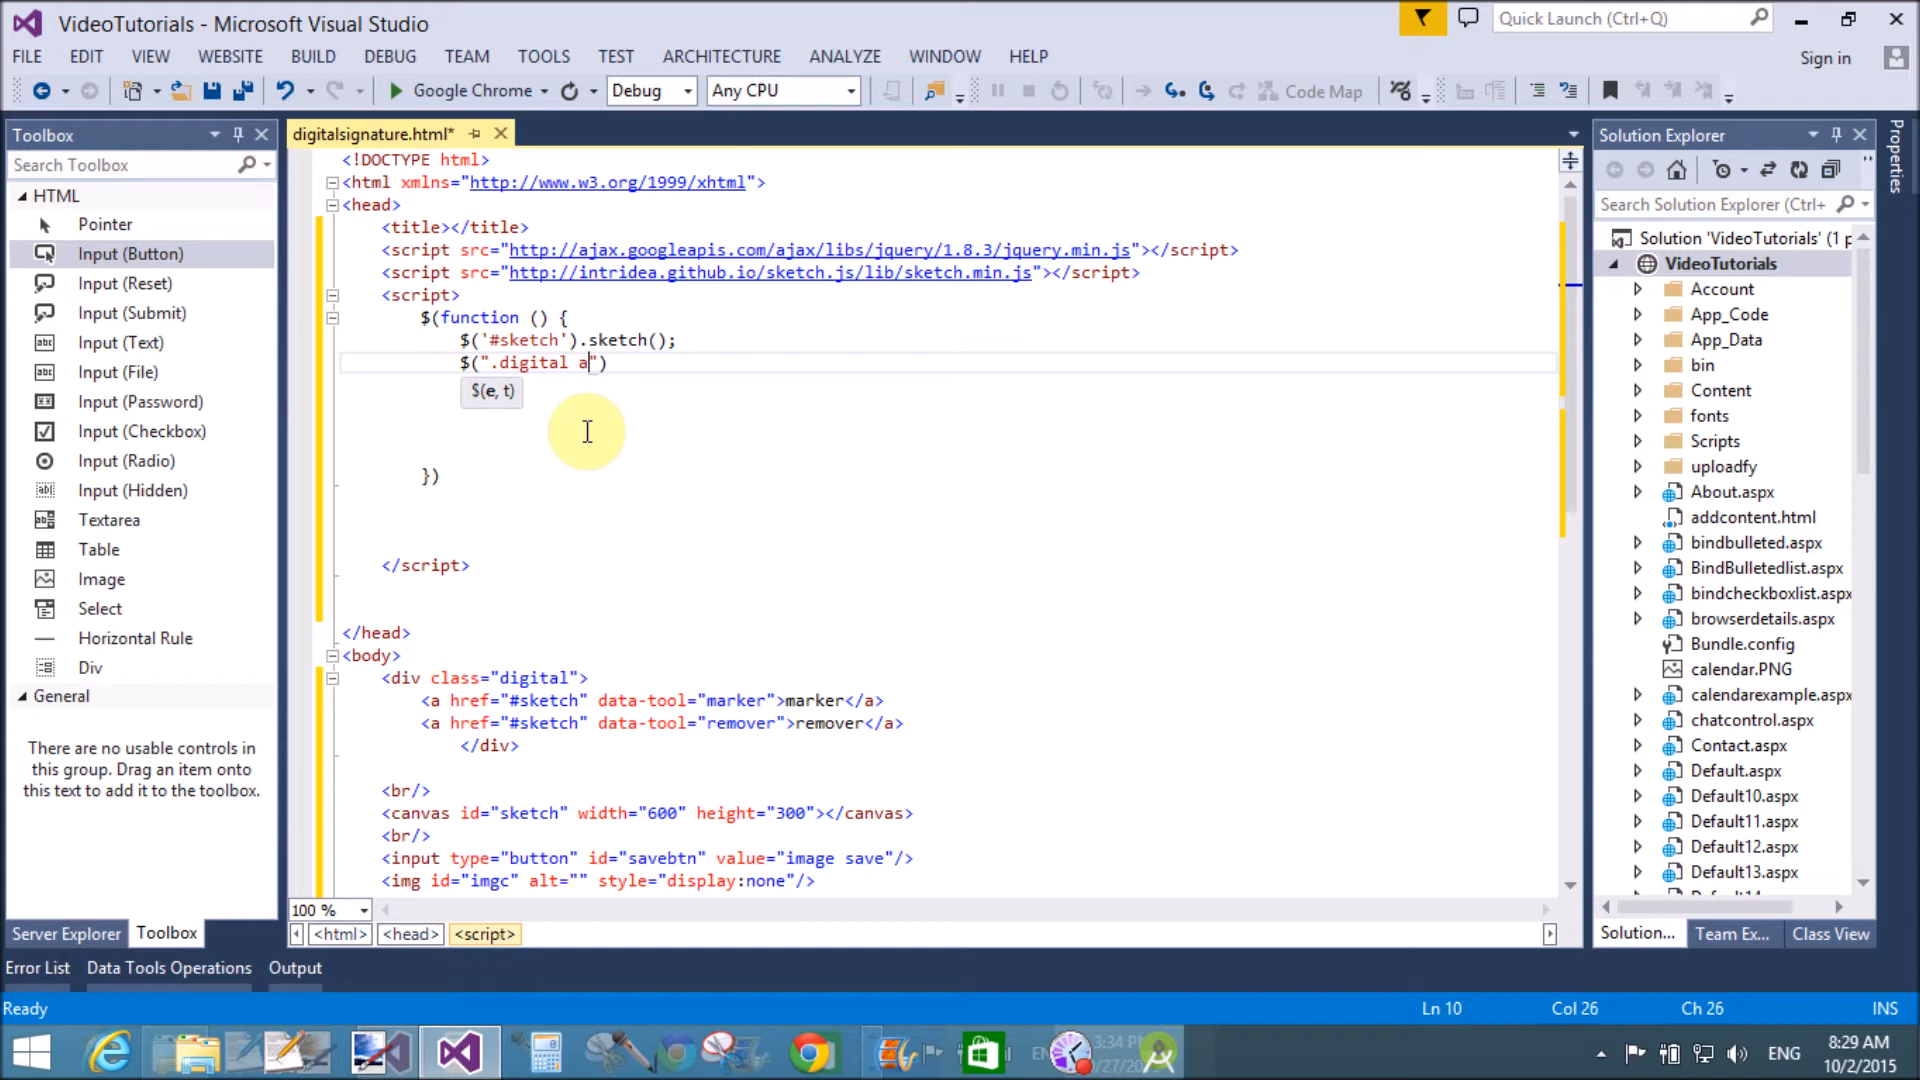 VideoTutorials - Microsoft Visual Studio
Quick Launch (Ctrl+Q)
FILE EDIT VIEW WEBSITE BUILD DEBUG TEAM TOOLS TEST ARCHITECTURE ANALYZE WINDOW HELP
Sign in
Google Chrome Debug Any CPU Code Map
Toolbox
Search Toolbox
HTML
Pointer
Input (Button)
Input (Reset)
Input (Submit)
Input (Text)
Input (File)
Input (Password)
Input (Checkbox)
Input (Radio)
Input (Hidden)
Textarea
Table
Image
Select
Horizontal Rule
Div
General
There are no usable controls in
this group. Drag an item onto
this text to add it to the toolbox.
Server Explorer Toolbox
digitalsignature.html*
<!DOCTYPE html>
<html xmlns="http://www.w3.org/1999/xhtml">
<head>
<title></title>
<script src="http://ajax.googleapis.com/ajax/libs/jquery/1.8.3/jquery.min.js"></script>
<script src="http://intridea.github.io/sketch.js/lib/sketch.min.js"></script>
<script>
$(function () {
$('#sketch').sketch();
$(".digital a")
$(e, t)
})
</script>
</head>
<body>
<div class="digital">
<a href="#sketch" data-tool="marker">marker</a>
<a href="#sketch" data-tool="remover">remover</a>
</div>
<br/>
<canvas id="sketch" width="600" height="300"></canvas>
<br/>
<input type="button" id="savebtn" value="image save"/>
<img id="imgc" alt="" style="display:none"/>
100 %
<html> <head> <script>
Solution Explorer
Search Solution Explorer (Ctrl+
Solution 'VideoTutorials' (1 p
VideoTutorials
Account
App_Code
App_Data
bin
Content
fonts
Scripts
uploadfy
About.aspx
addcontent.html
bindbulleted.aspx
BindBulletedlist.aspx
bindcheckboxlist.aspx
browserdetails.aspx
Bundle.config
calendar.PNG
calendarexample.aspx
chatcontrol.aspx
Contact.aspx
Default.aspx
Default10.aspx
Default11.aspx
Default12.aspx
Default13.aspx
Solution... Team Ex... Class View
Properties
Error List Data Tools Operations Output
Ready Ln 10 Col 26 Ch 26 INS
ENG
8:29 AM
10/2/2015